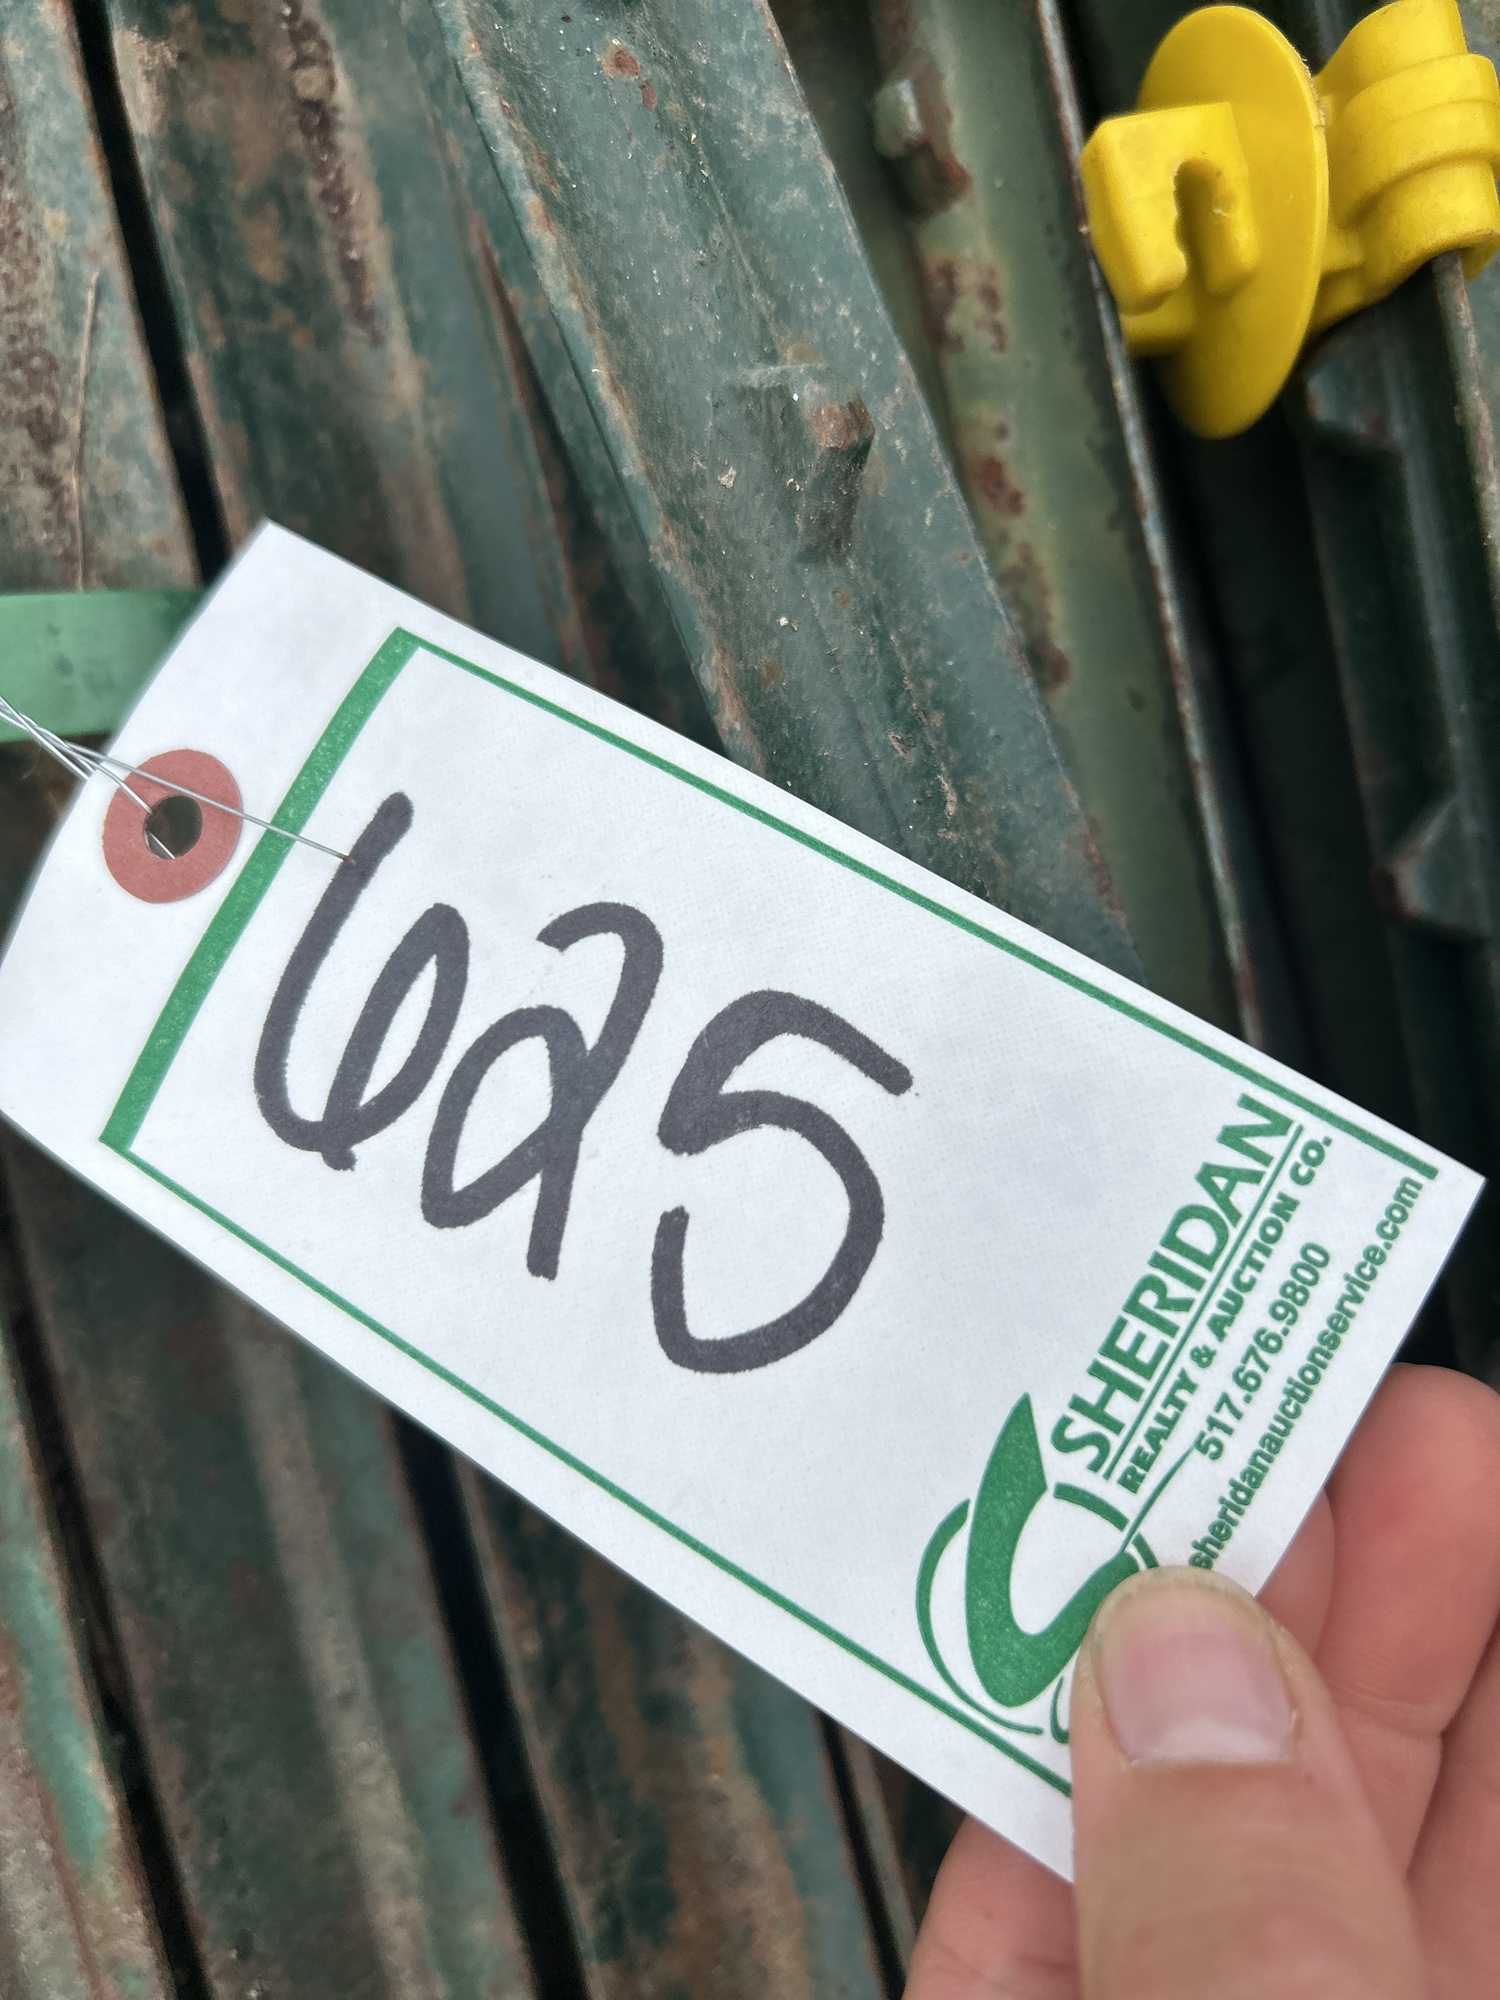 625
SHERIDAN
REALTY & AUCTION CO.
517.676.9800
sheridanauctionservice.com